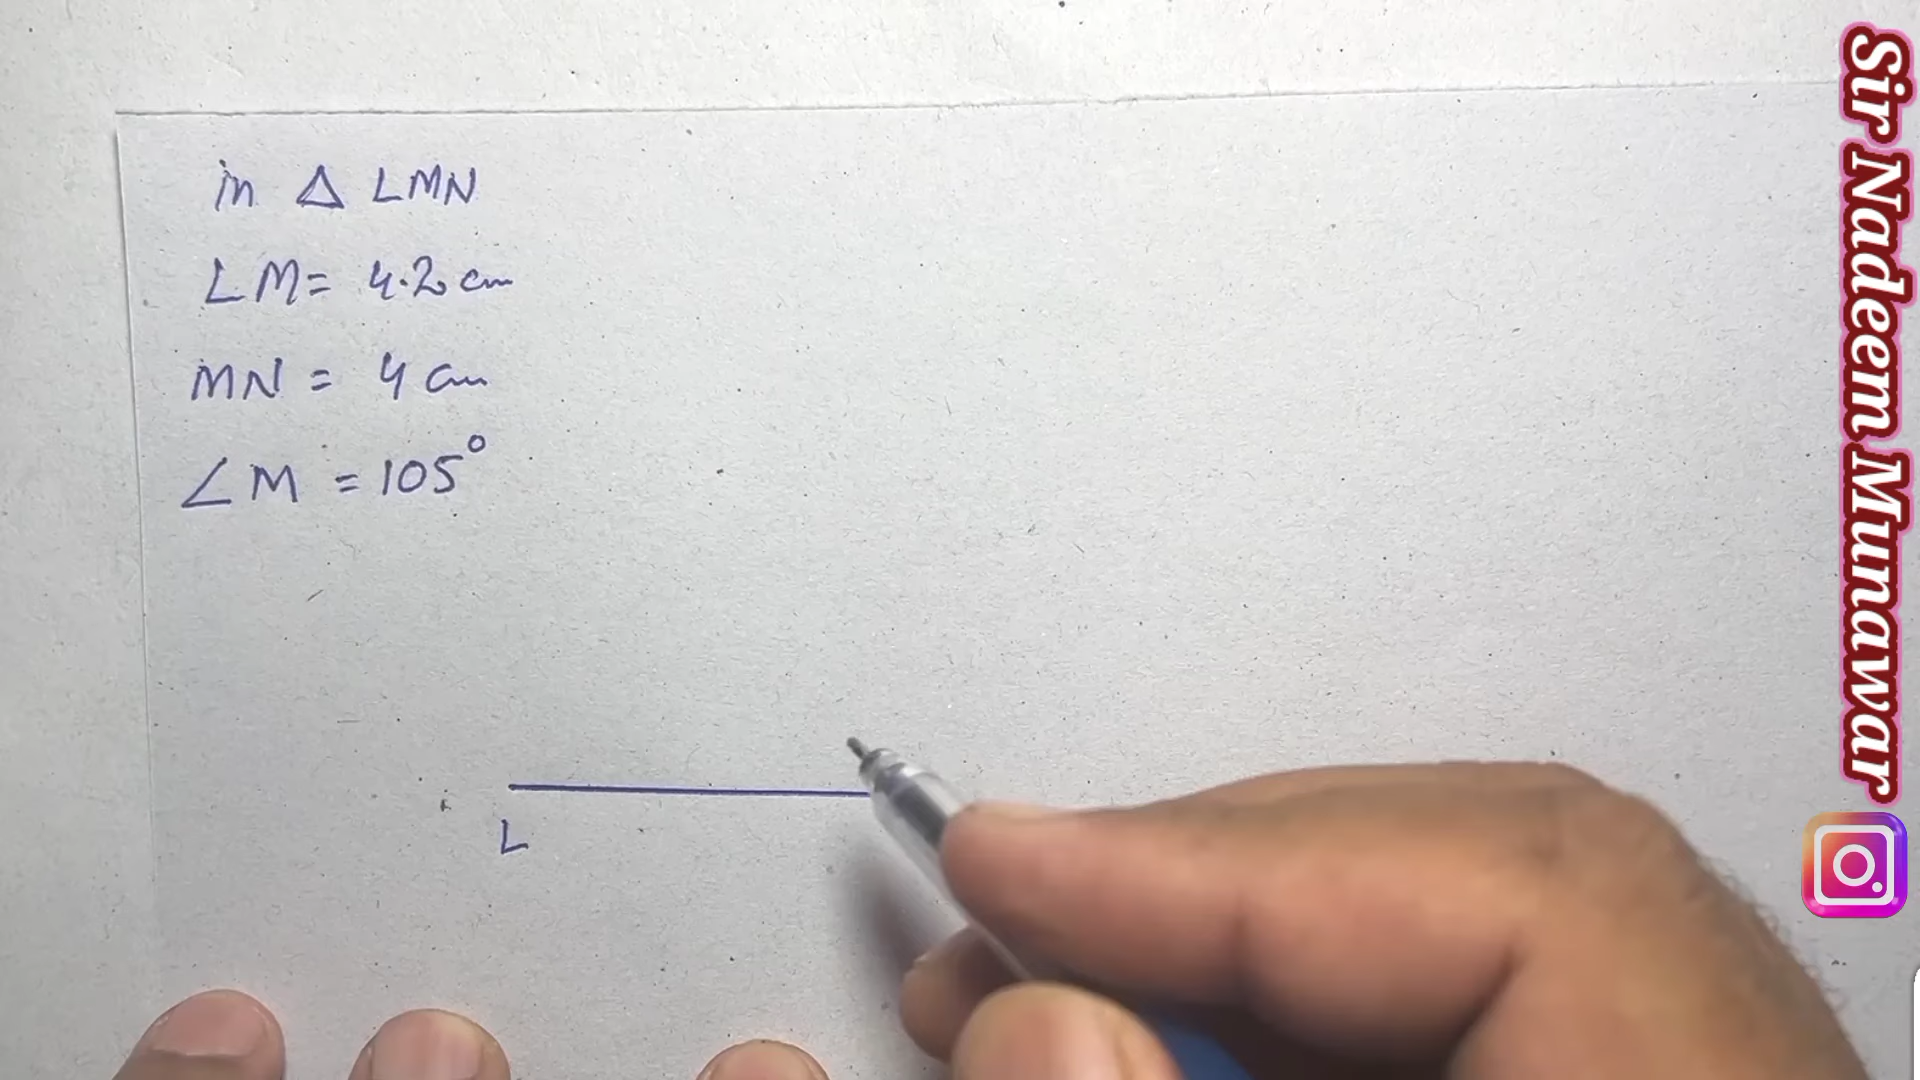 in △ LMN
LM = 4.2 cm
MN = 4 cm
∠M = 105°
L
Sir Nadeem Munawar